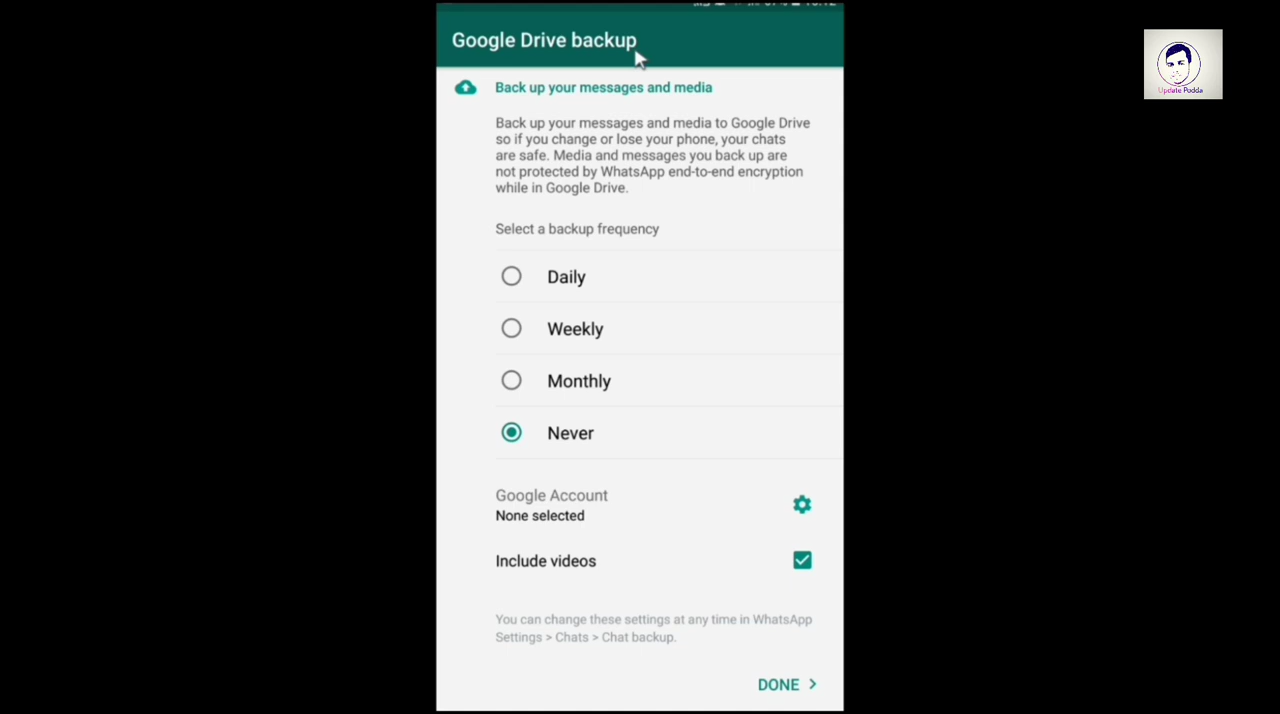 Google Drive backup
Update Podda
Back up your messages and media
Back up your messages and media to Google Drive
so if you change or lose your phone, your chats
are safe. Media and messages you back up are
not protected by WhatsApp end-to-end encryption
while in Google Drive.
Select a backup frequency
Daily
Weekly
Monthly
Never
Google Account
None selected
Include videos
You can change these settings at any time in WhatsApp
Settings > Chats > Chat backup.
DONE >